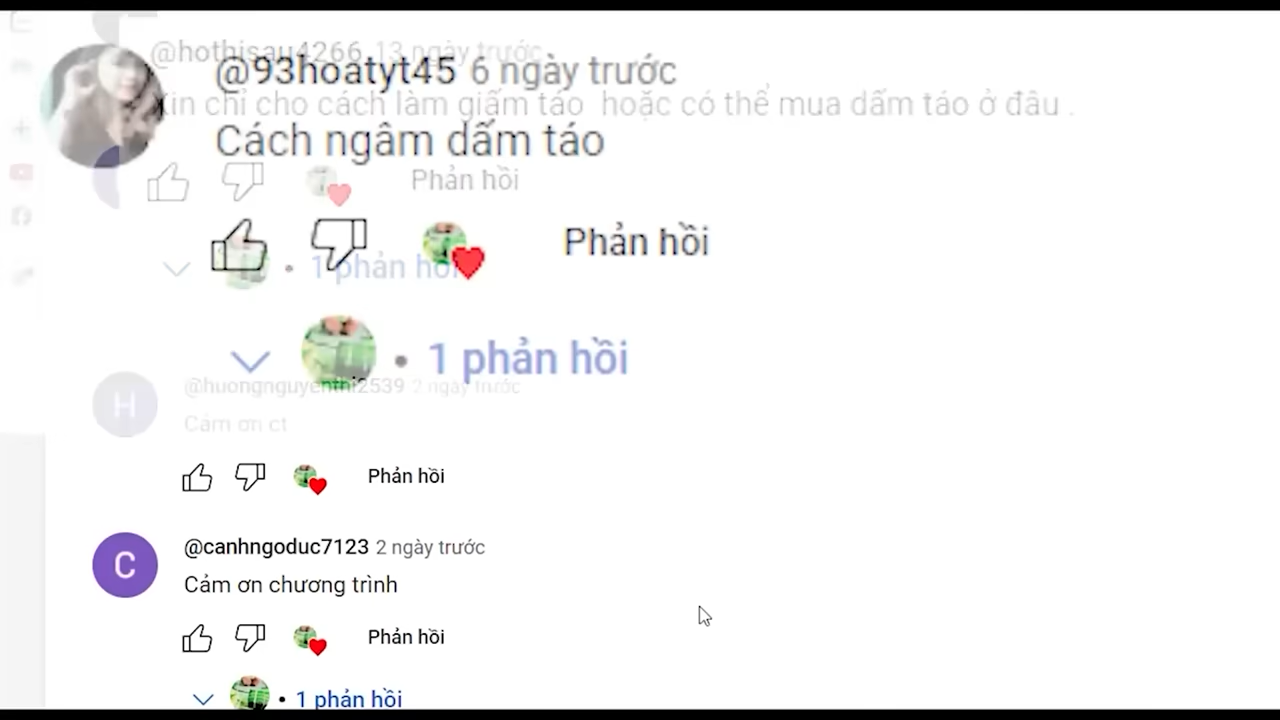 @hothisau4266 13 ngày trước
@93hoatyt45 6 ngày trước
Xin chỉ cho cách làm giấm táo hoặc có thể mua dấm táo ở đâu .
Cách ngâm dấm táo
Phản hồi
Phản hồi
1 phản hồi
1 phản hồi
@huongnguyenthi2539 2 ngày trước
H
Cảm ơn ct
Phản hồi
@canhngoduc7123 2 ngày trước
C
Cảm ơn chương trình
Phản hồi
1 phản hồi